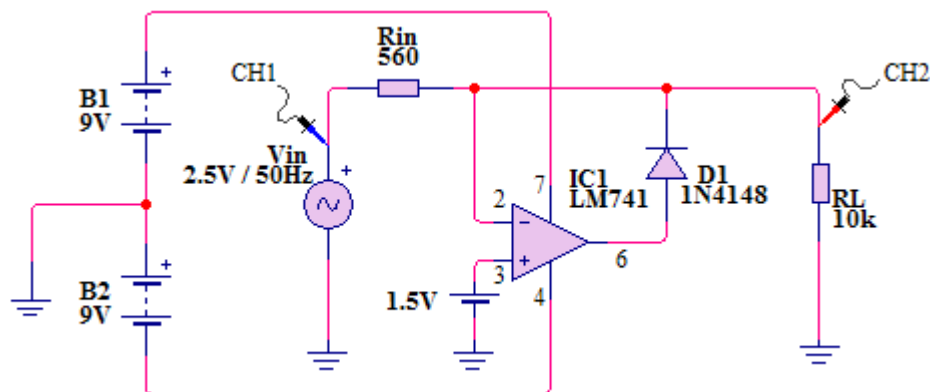 B1
9V
B2
9V
CH1
Vin
2.5V / 50Hz
+
Rin
560
+
+
2
3
7
4
6
−
+
1.5V
IC1
LM741
D1
1N4148
RL
10k
CH2